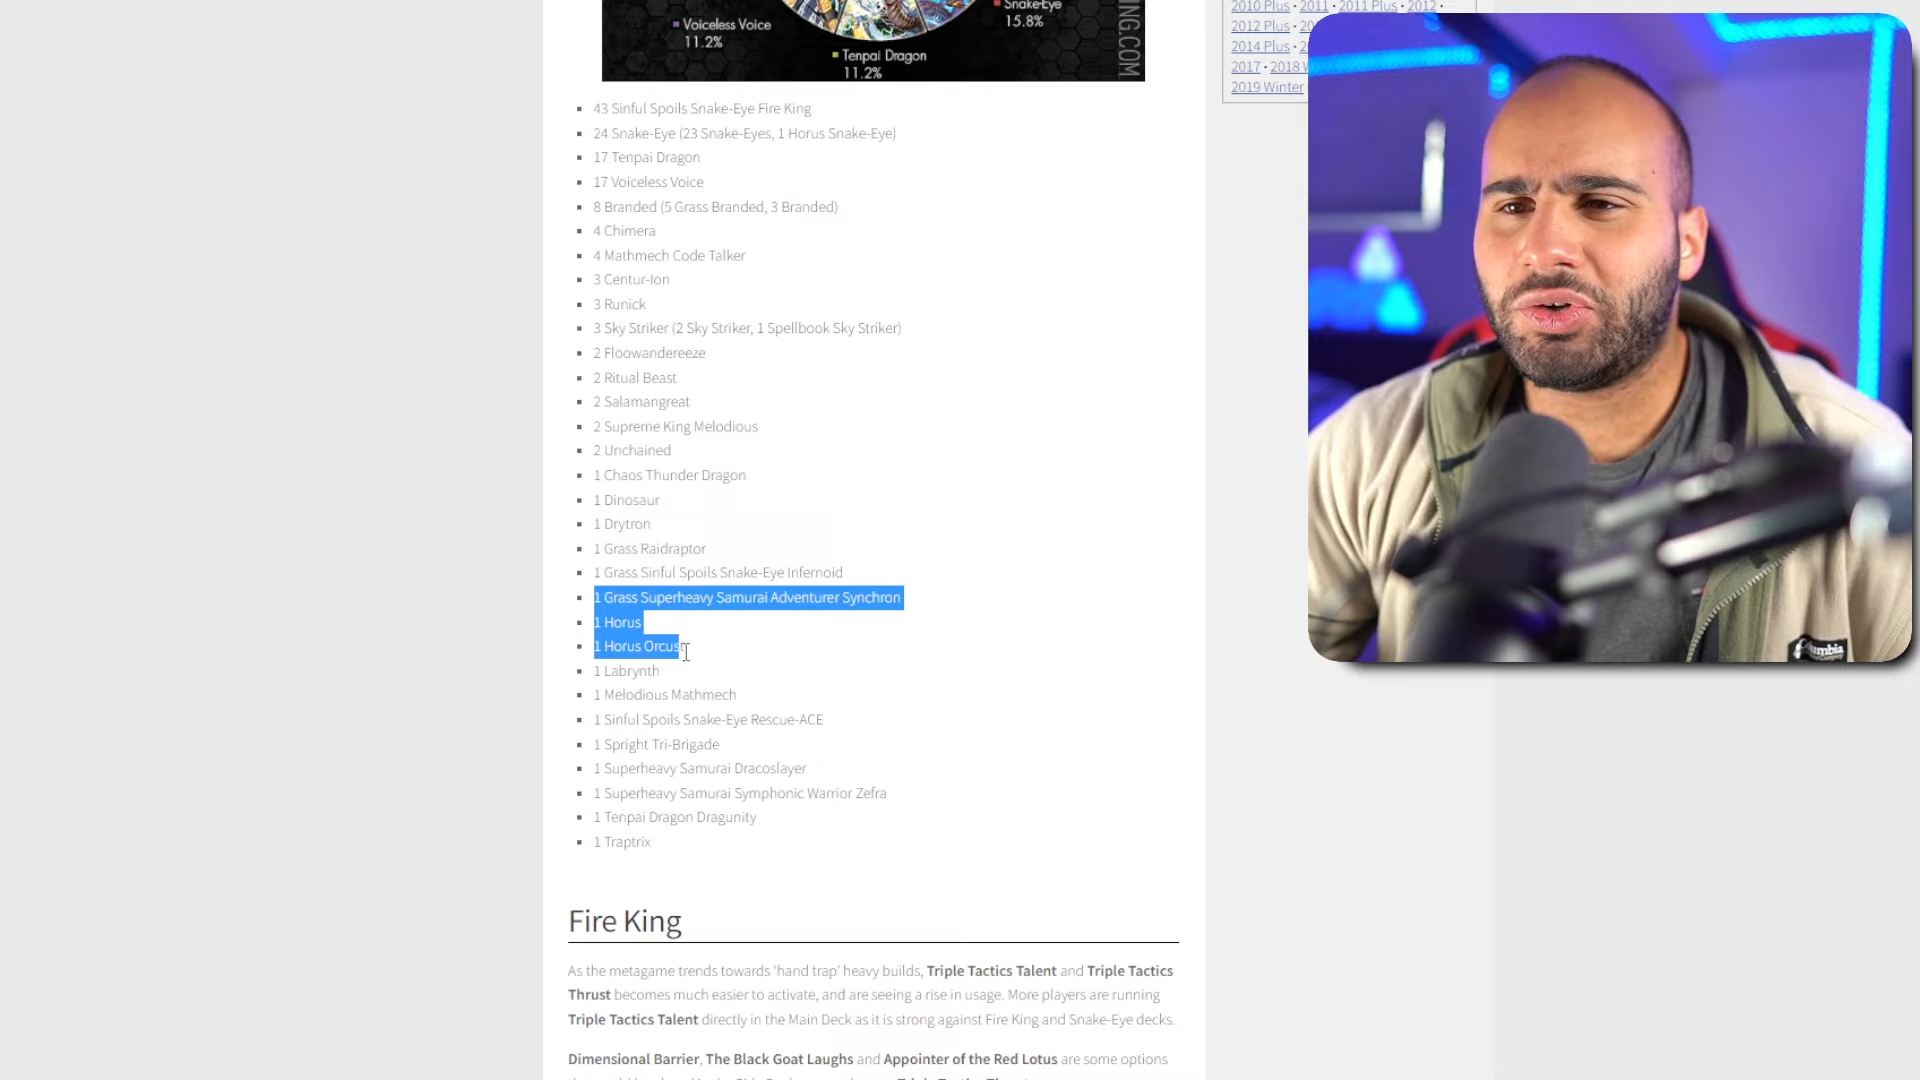 Voiceless Voice
11.2%
Snake-Eye
15.8%
Tenpai Dragon
11.2%
ING.COM
2010 Plus • 2011 • 2011 Plus • 2012 •
2012 Plus • 20
2014 Plus • 2
2017 • 2018 W
2019 Winter
43 Sinful Spoils Snake-Eye Fire King
24 Snake-Eye (23 Snake-Eyes, 1 Horus Snake-Eye)
17 Tenpai Dragon
17 Voiceless Voice
8 Branded (5 Grass Branded, 3 Branded)
4 Chimera
4 Mathmech Code Talker
3 Centur-Ion
3 Runick
3 Sky Striker (2 Sky Striker, 1 Spellbook Sky Striker)
2 Floowandereeze
2 Ritual Beast
2 Salamangreat
2 Supreme King Melodious
2 Unchained
1 Chaos Thunder Dragon
1 Dinosaur
1 Drytron
1 Grass Raidraptor
1 Grass Sinful Spoils Snake-Eye Infernoid
1 Grass Superheavy Samurai Adventurer Synchron
1 Horus
1 Horus Orcust
1 Labrynth
1 Melodious Mathmech
1 Sinful Spoils Snake-Eye Rescue-ACE
1 Spright Tri-Brigade
1 Superheavy Samurai Dracoslayer
1 Superheavy Samurai Symphonic Warrior Zefra
1 Tenpai Dragon Dragunity
1 Traptrix
Columbia
Fire King
As the metagame trends towards ‘hand trap’ heavy builds, Triple Tactics Talent and Triple Tactics
Thrust becomes much easier to activate, and are seeing a rise in usage. More players are running
Triple Tactics Talent directly in the Main Deck as it is strong against Fire King and Snake-Eye decks.
Dimensional Barrier, The Black Goat Laughs and Appointer of the Red Lotus are some options